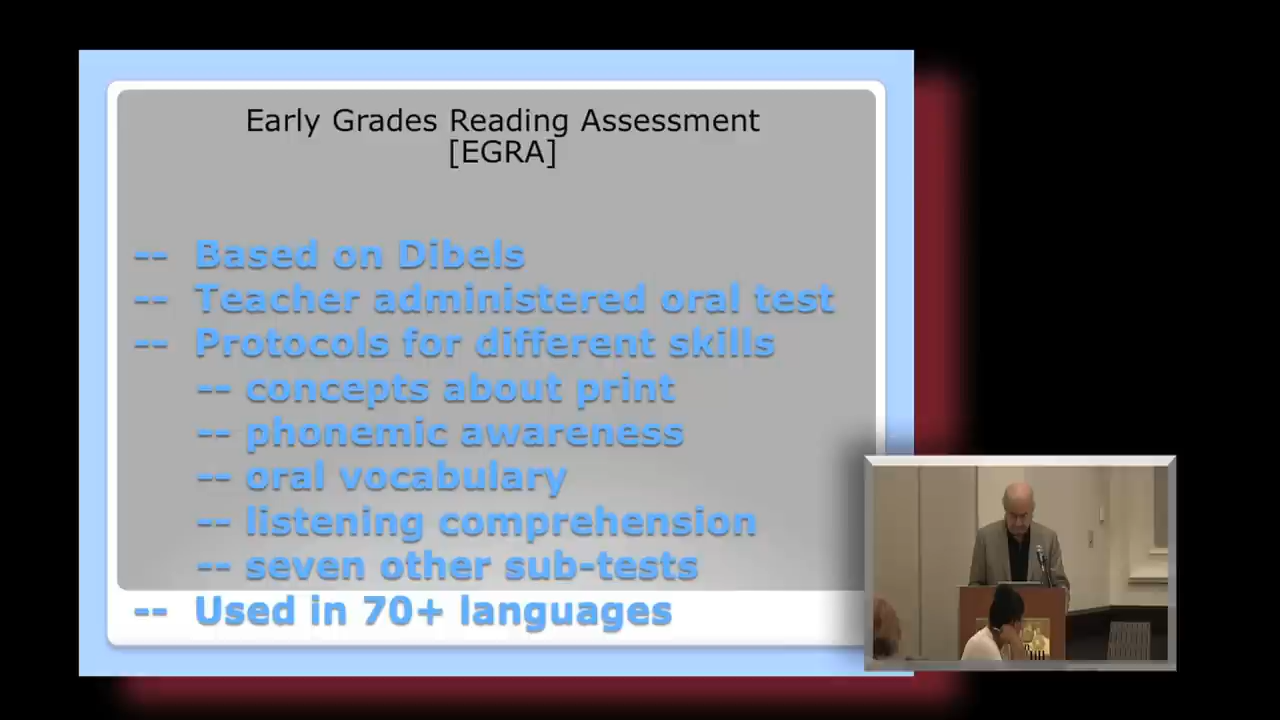 Early Grades Reading Assessment
[EGRA]
-- Based on Dibels
-- Teacher administered oral test
-- Protocols for different skills
-- concepts about print
-- phonemic awareness
-- oral vocabulary
-- listening comprehension
-- seven other sub-tests
-- Used in 70+ languages